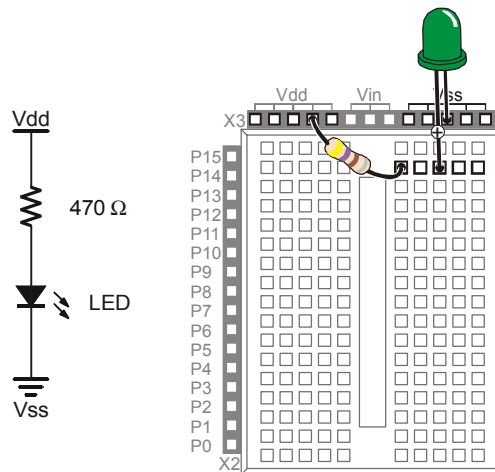 Vdd
470 Ω
LED
Vss
Vdd
Vin
Vss
X3
+
P15
P14
P13
P12
P11
P10
P9
P8
P7
P6
P5
P4
P3
P2
P1
P0
X2